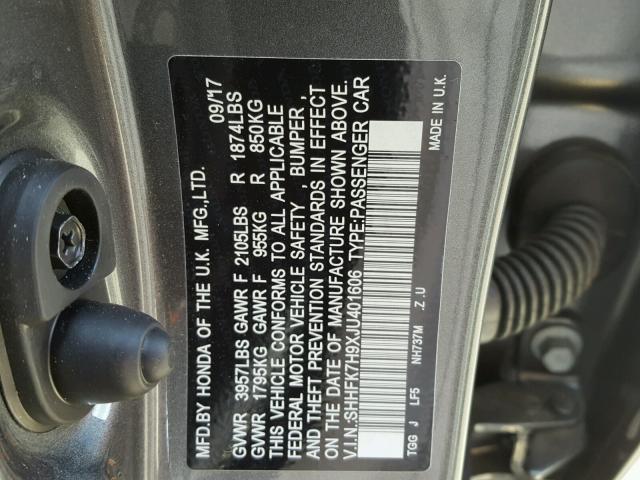 MFD.BY HONDA OF THE U.K. MFG.,LTD. 09/17
GVWR 3957LBS GAWR F 2105LBS R 1874LBS
GVWR 1795KG GAWR F 955KG R 850KG
THIS VEHICLE CONFORMS TO ALL APPLICABLE
FEDERAL MOTOR VEHICLE SAFETY , BUMPER ,
AND THEFT PREVENTION STANDARDS IN EFFECT
ON THE DATE OF MANUFACTURE SHOWN ABOVE.
V.I.N.:SHHFK7H9XJU401606 TYPE:PASSENGER CAR
TGG J LF5 NH737M .Z .U MADE IN U.K.